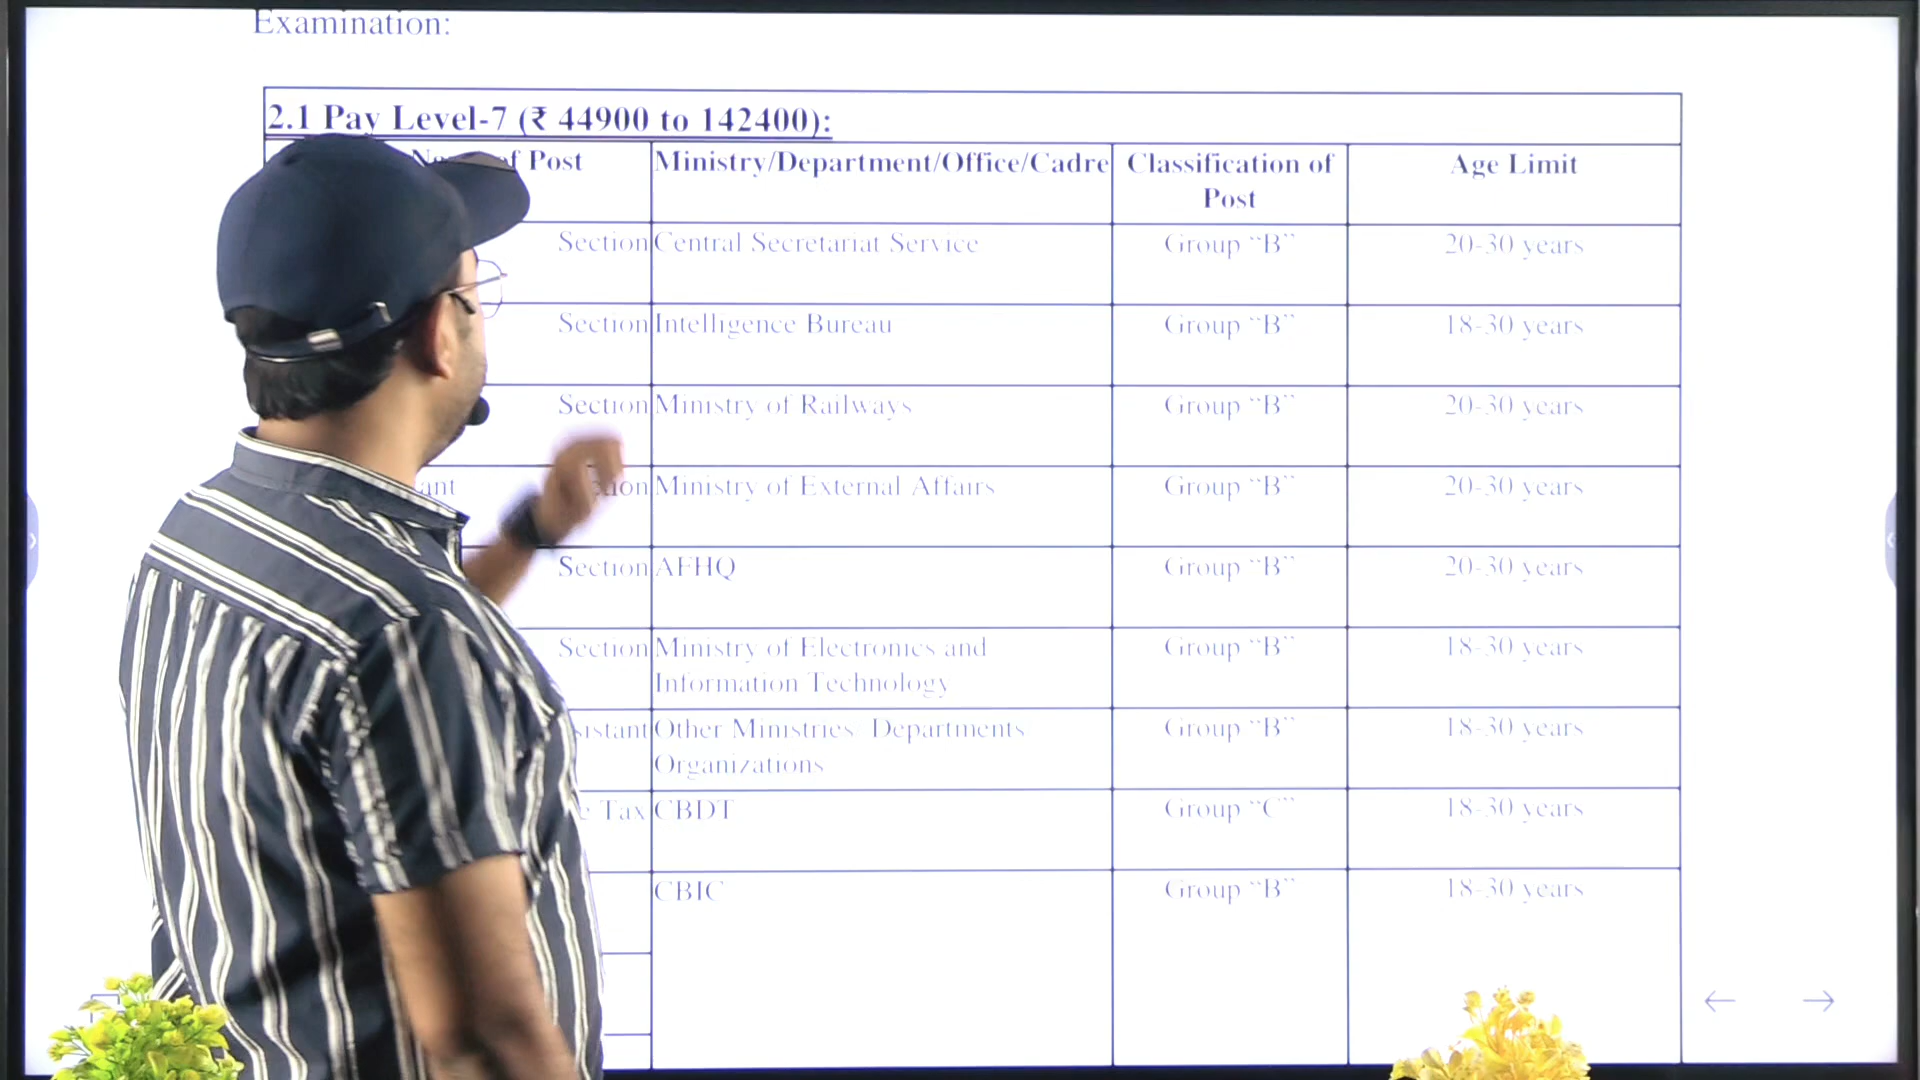 Examination:
2.1 Pay Level-7 (₹ 44900 to 142400):
of Post Ministry/Department/Office/Cadre Classification of Post Age Limit
Section Central Secretariat Service Group “B” 20-30 years
Section Intelligence Bureau Group “B” 18-30 years
Section Ministry of Railways Group “B” 20-30 years
Ministry of External Affairs Group “B” 20-30 years
Section AFHQ Group “B” 20-30 years
Section Ministry of Electronics and Information Technology Group “B” 18-30 years
Other Ministries Departments Organizations Group “B” 18-30 years
Tax CBDT Group “C” 18-30 years
CBIC Group “B” 18-30 years